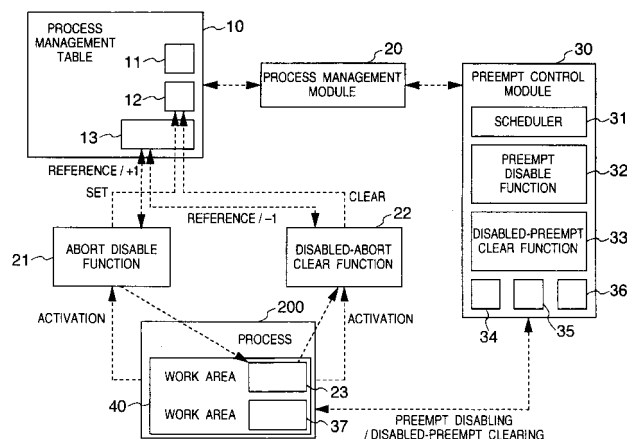 10
PROCESS
MANAGEMENT
TABLE
11
12
13
20
PROCESS MANAGEMENT
MODULE
30
PREEMPT CONTROL
MODULE
SCHEDULER
31
PREEMPT
DISABLE
FUNCTION
32
DISABLED-PREEMPT
CLEAR FUNCTION
33
34
35
36
REFERENCE / +1
SET
REFERENCE / −1
CLEAR
21
ABORT DISABLE
FUNCTION
22
DISABLED-ABORT
CLEAR FUNCTION
ACTIVATION
200
ACTIVATION
PROCESS
40
WORK AREA
23
WORK AREA
37
PREEMPT DISABLING
/ DISABLED-PREEMPT CLEARING